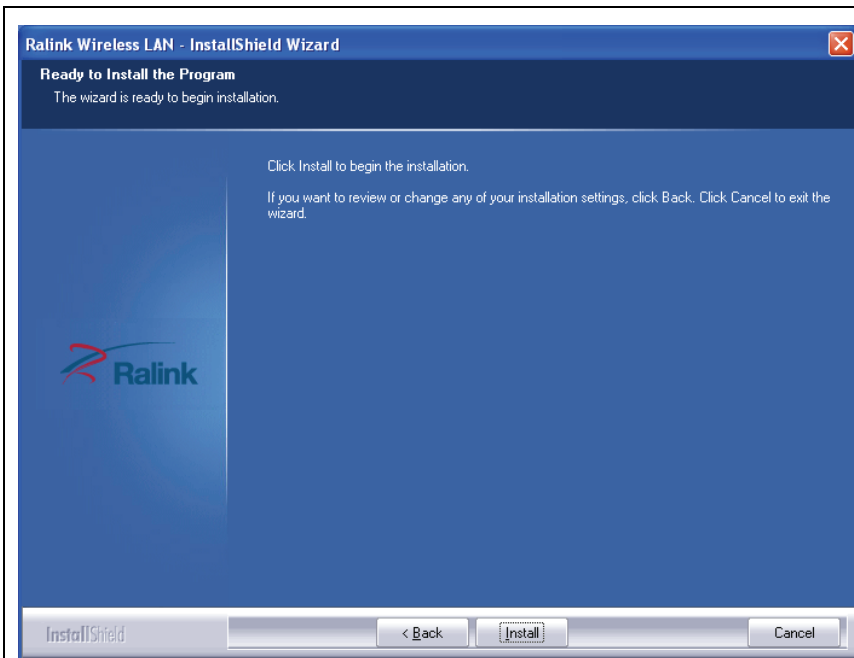 Ralink Wireless LAN - InstallShield Wizard
Ready to Install the Program
The wizard is ready to begin installation.
Click Install to begin the installation.
If you want to review or change any of your installation settings, click Back. Click Cancel to exit the
wizard.
Ralink
InstallShield
< Back
Install
Cancel